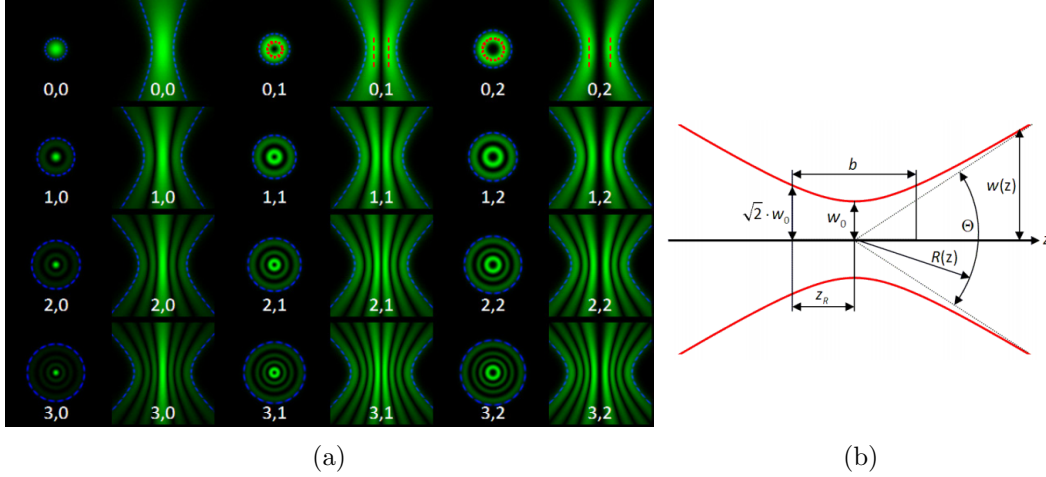 0,0 0,0 0,1 0,1 0,2 0,2
1,0 1,0 1,1 1,1 1,2 1,2
2,0 2,0 2,1 2,1 2,2 2,2
3,0 3,0 3,1 3,1 3,2 3,2
(a)
b
w(z)
√2·w₀
w₀
Θ
z
R(z)
z_R
(b)